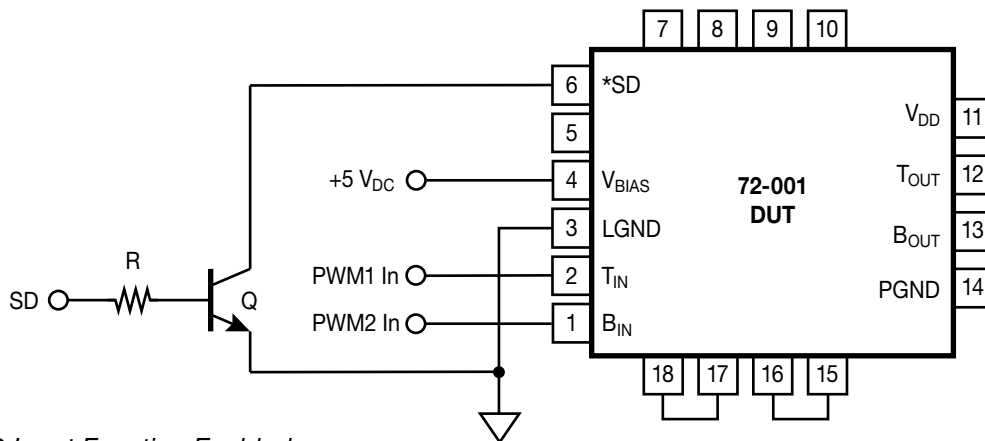 7 8 9 10
6 *SD
5
+5 VDC 4 VBIAS
3 LGND
PWM1 In 2 TIN
PWM2 In 1 BIN
72-001
DUT
VDD 11
TOUT 12
BOUT 13
PGND 14
18 17 16 15
R
SD
Q